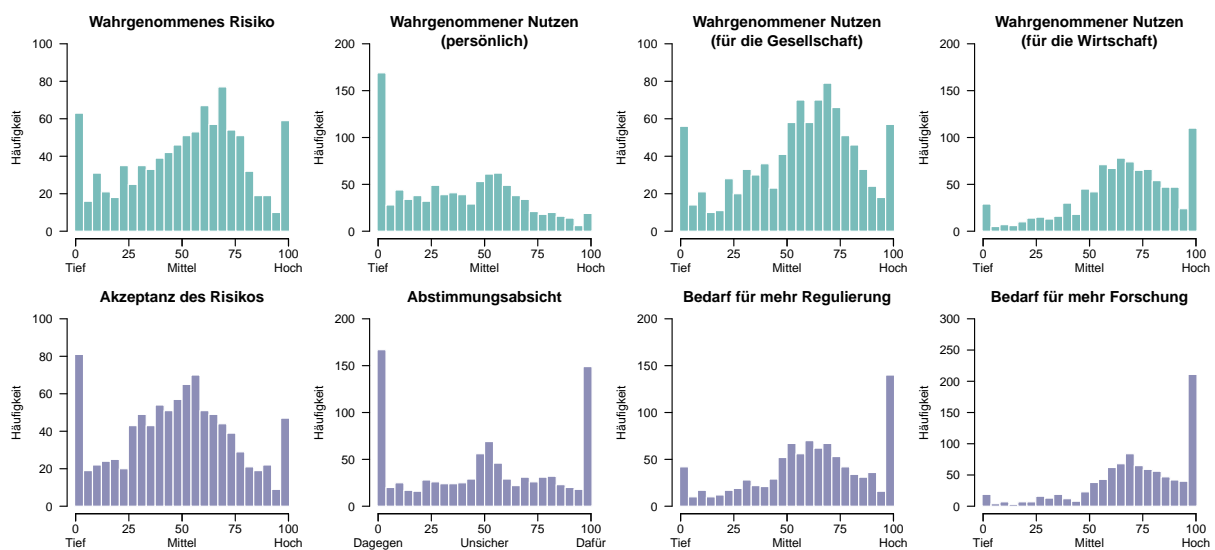 Wahrgenommenes Risiko
100
80
60
40
20
0
Häufigkeit
0 25 50 75 100
Tief Mittel Hoch
Wahrgenommener Nutzen
(persönlich)
200
150
100
50
0
Häufigkeit
0 25 50 75 100
Tief Mittel Hoch
Wahrgenommener Nutzen
(für die Gesellschaft)
100
80
60
40
20
0
Häufigkeit
0 25 50 75 100
Tief Mittel Hoch
Wahrgenommener Nutzen
(für die Wirtschaft)
200
150
100
50
0
Häufigkeit
0 25 50 75 100
Tief Mittel Hoch
Akzeptanz des Risikos
100
80
60
40
20
0
Häufigkeit
0 25 50 75 100
Tief Mittel Hoch
Abstimmungsabsicht
200
150
100
50
0
Häufigkeit
0 25 50 75 100
Dagegen Unsicher Dafür
Bedarf für mehr Regulierung
200
150
100
50
0
Häufigkeit
0 25 50 75 100
Tief Mittel Hoch
Bedarf für mehr Forschung
300
250
200
150
100
50
0
Häufigkeit
0 25 50 75 100
Tief Mittel Hoch